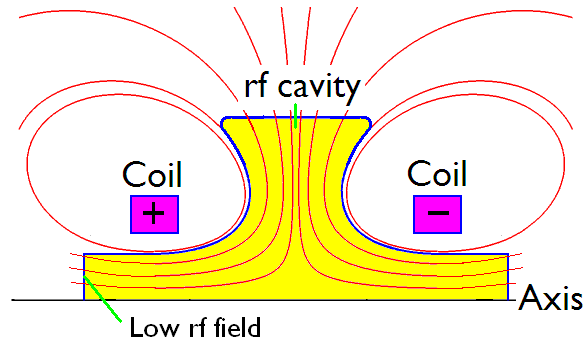 rf cavity
Coil
Coil
+
−
Axis
Low rf field